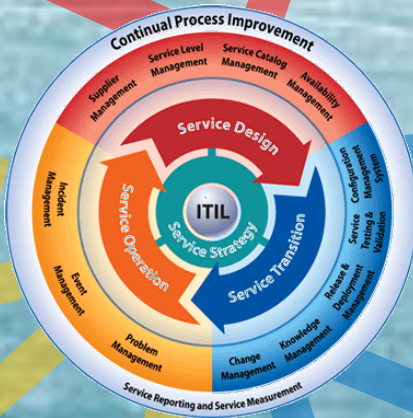 Continual Process Improvement
Supplier
Management
Service Level
Management
Service Catalog
Management
Availability
Management
Service Design
Configuration
Management
System
Service
Testing &
Validation
Release &
Deployment
Management
Knowledge
Management
Change
Management
Service Transition
ITIL
Service Strategy
Service Operation
Incident
Management
Event
Management
Problem
Management
Service Reporting and Service Measurement